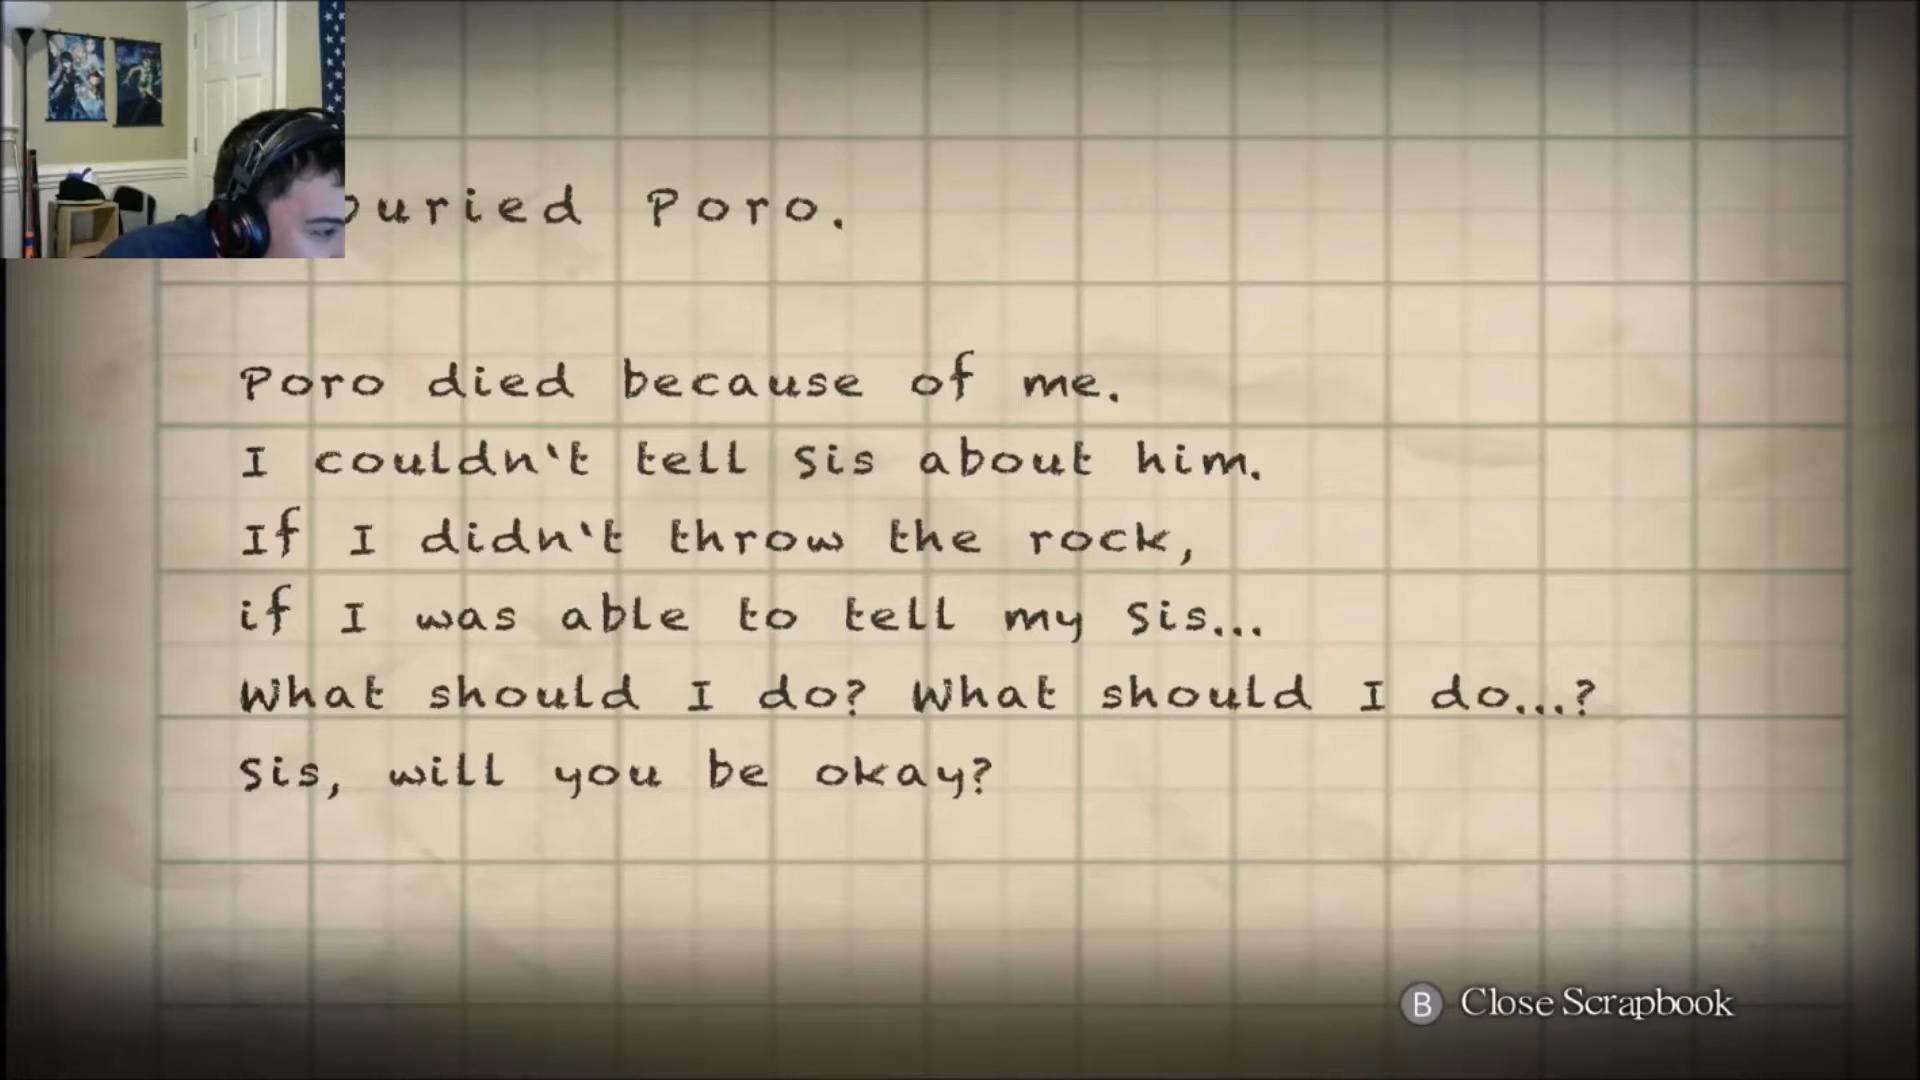 Poro.
Poro died because of me.
I couldn't tell Sis about him.
If I didn't throw the rock,
if I was able to tell my Sis...
What should I do? What should I do...?
Sis, will you be okay?
B Close Scrapbook